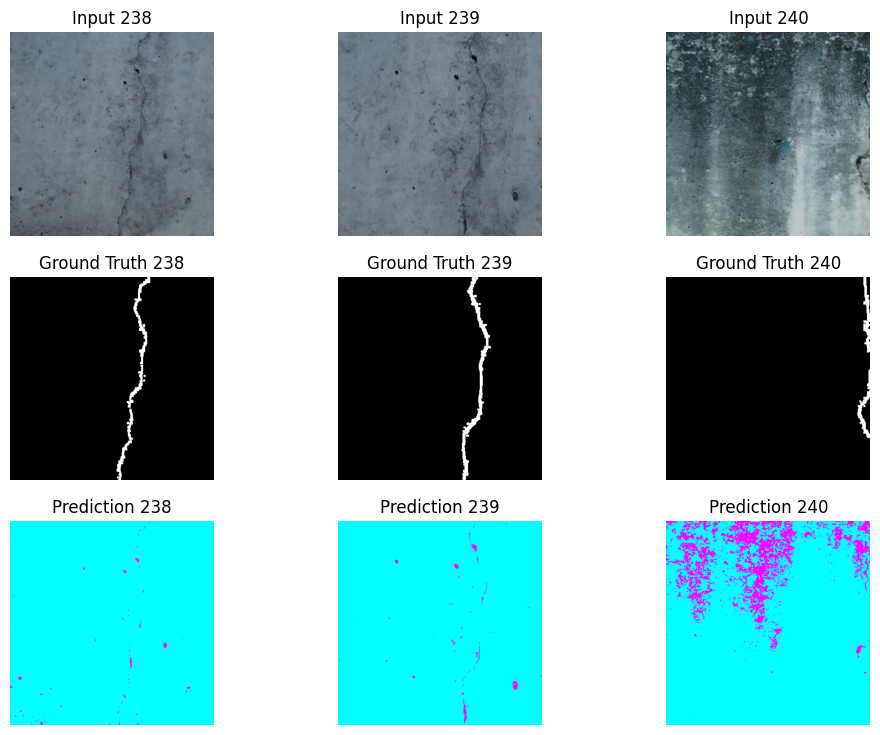 Input 238
Input 239
Input 240
Ground Truth 238
Ground Truth 239
Ground Truth 240
Prediction 238
Prediction 239
Prediction 240